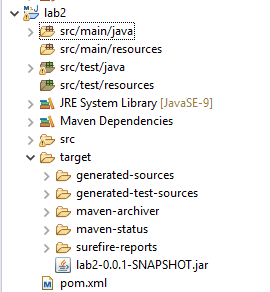 lab2
src/main/java
src/main/resources
src/test/java
src/test/resources
JRE System Library [JavaSE-9]
Maven Dependencies
src
target
generated-sources
generated-test-sources
maven-archiver
maven-status
surefire-reports
lab2-0.0.1-SNAPSHOT.jar
pom.xml